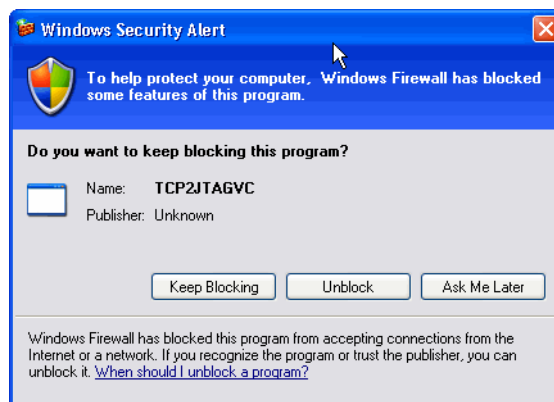 Windows Security Alert
To help protect your computer, Windows Firewall has blocked
some features of this program.
Do you want to keep blocking this program?
Name: TCP2JTAGVC
Publisher: Unknown
Keep Blocking Unblock Ask Me Later
Windows Firewall has blocked this program from accepting connections from the
Internet or a network. If you recognize the program or trust the publisher, you can
unblock it. When should I unblock a program?